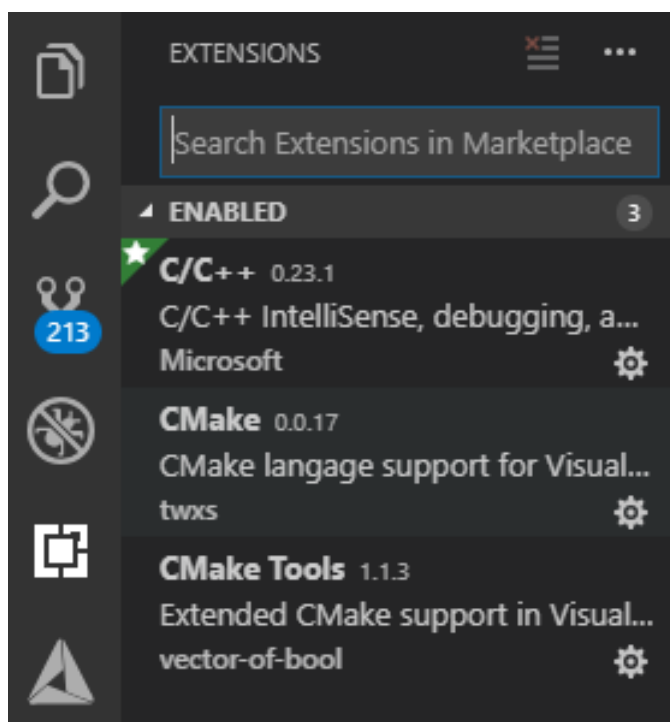 EXTENSIONS
Search Extensions in Marketplace
ENABLED 3
C/C++ 0.23.1
C/C++ IntelliSense, debugging, a...
Microsoft
213
CMake 0.0.17
CMake langage support for Visual...
twxs
CMake Tools 1.1.3
Extended CMake support in Visual...
vector-of-bool